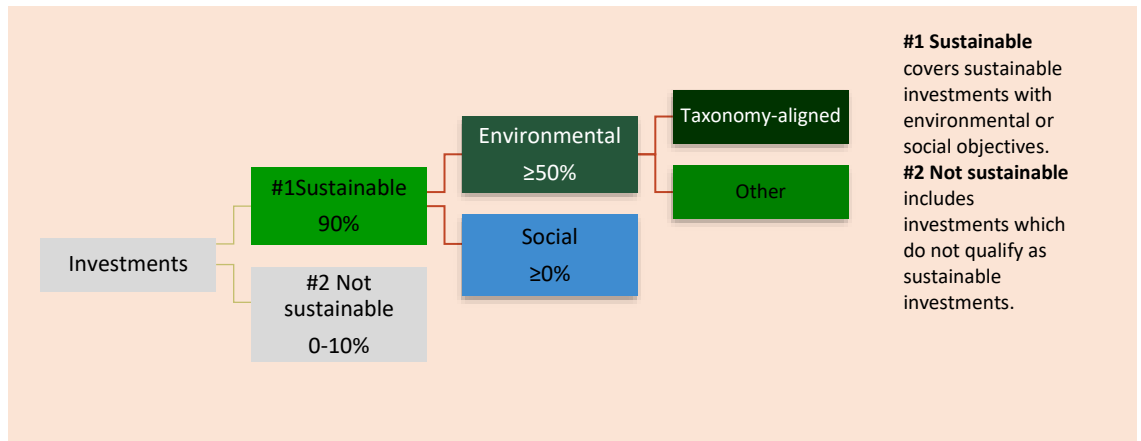 Investments
#1Sustainable
90%
#2 Not
sustainable
0-10%
Environmental
≥50%
Social
≥0%
Taxonomy-aligned
Other
#1 Sustainable
covers sustainable
investments with
environmental or
social objectives.
#2 Not sustainable
includes
investments which
do not qualify as
sustainable
investments.